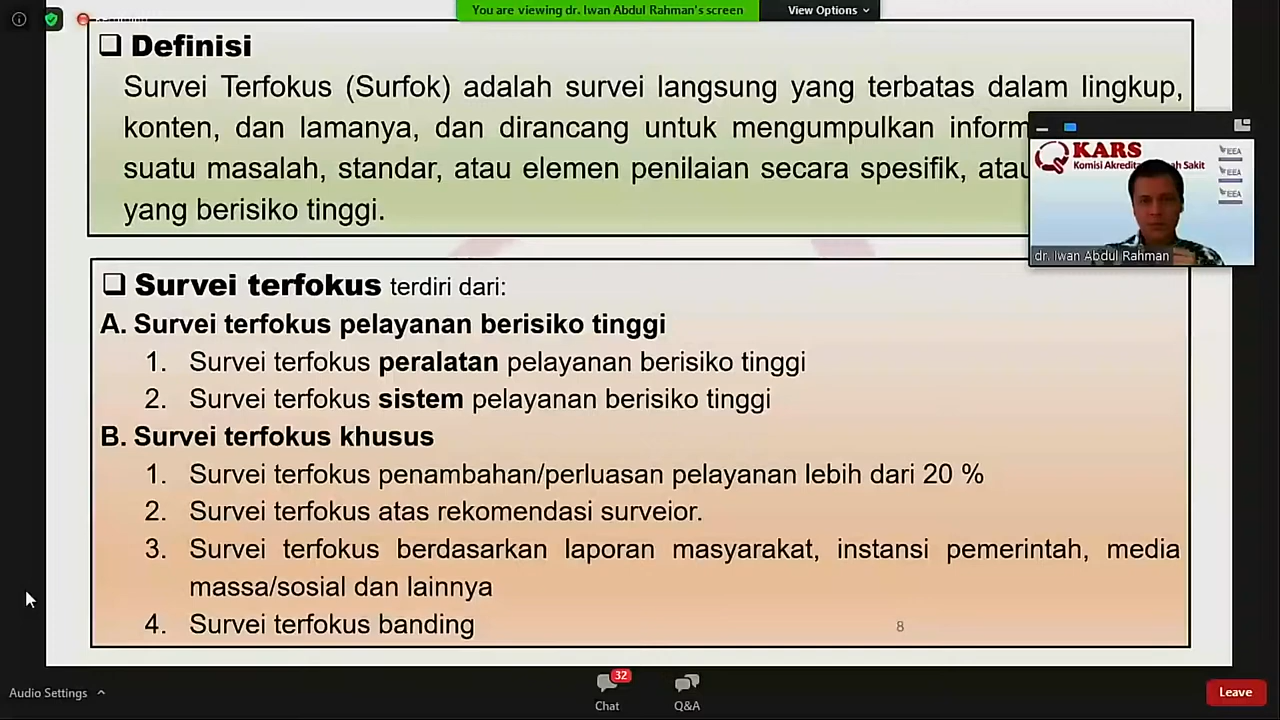 You are viewing dr. Iwan Abdul Rahman's screen
View Options
❑ Definisi
Survei Terfokus (Surfok) adalah survei langsung yang terbatas dalam lingkup,
konten, dan lamanya, dan dirancang untuk mengumpulkan
suatu masalah, standar, atau elemen penilaian secara spesifik,
yang berisiko tinggi.
KARS
Komisi
dr. Iwan Abdul Rahman
❑ Survei terfokus terdiri dari:
A. Survei terfokus pelayanan berisiko tinggi
1. Survei terfokus peralatan pelayanan berisiko tinggi
2. Survei terfokus sistem pelayanan berisiko tinggi
B. Survei terfokus khusus
1. Survei terfokus penambahan/perluasan pelayanan lebih dari 20 %
2. Survei terfokus atas rekomendasi surveior.
3. Survei terfokus berdasarkan laporan masyarakat, instansi pemerintah, media
massa/sosial dan lainnya
4. Survei terfokus banding
8
Audio Settings
32
Chat
Q&A
Leave